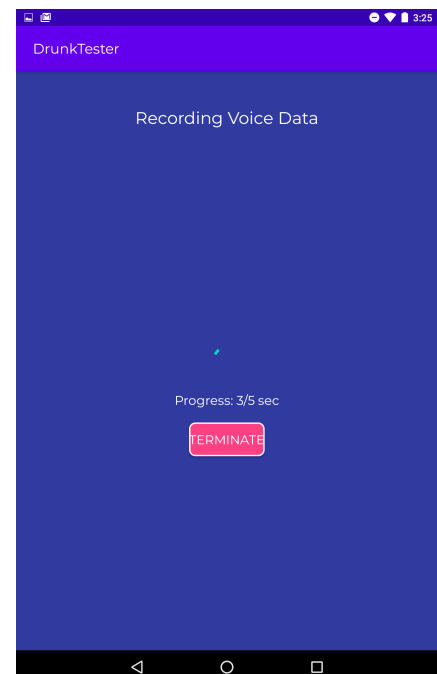 3:25
DrunkTester
Recording Voice Data
Progress: 3/5 sec
TERMINATE